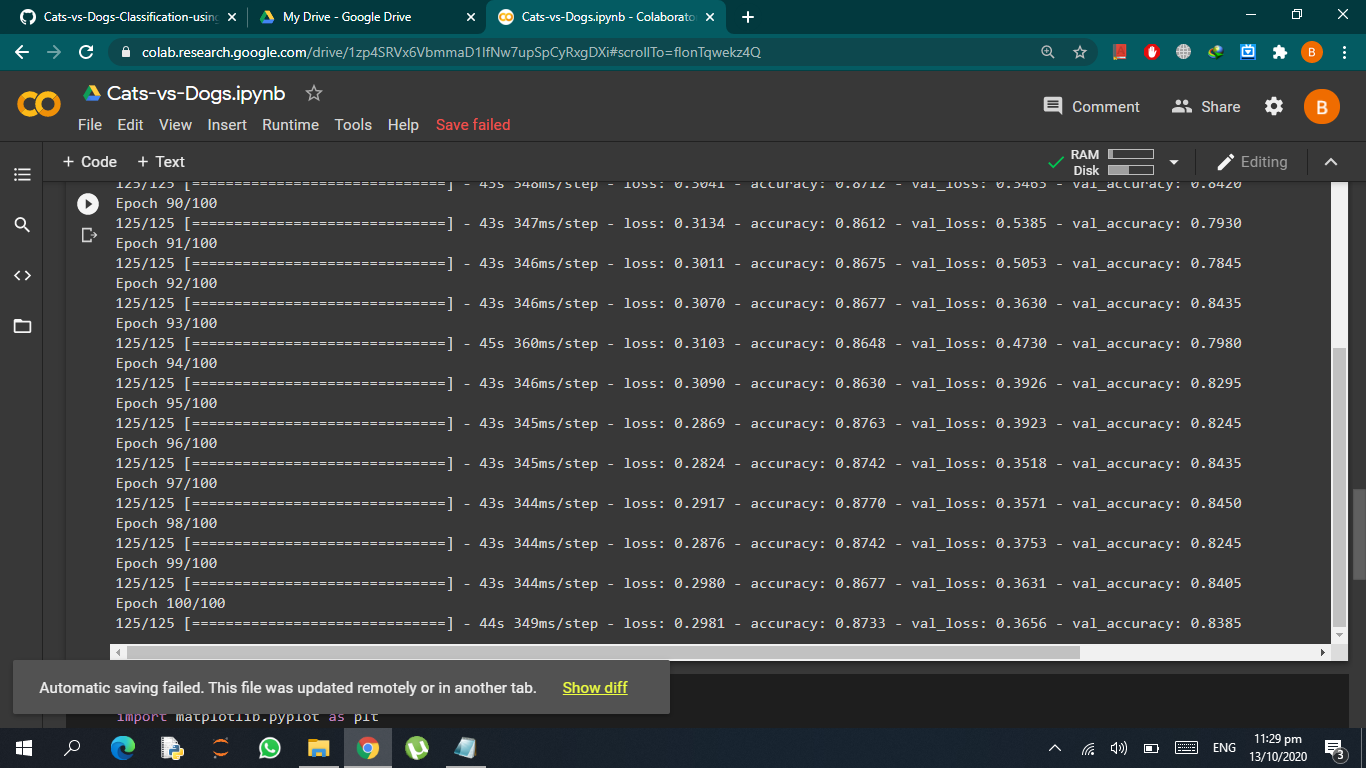 Cats-vs-Dogs-Classification-using
My Drive - Google Drive
Cats-vs-Dogs.ipynb - Colaborato
colab.research.google.com/drive/1zp4SRVx6VbmmaD1IfNw7upSpCyRxgDXi#scrollTo=flonTqwekz4Q
B
Cats-vs-Dogs.ipynb
Comment
Share
B
File Edit View Insert Runtime Tools Help Save failed
+ Code + Text
RAM
Disk
Editing
125/125 [==============================] - 43s 348ms/step - loss: 0.3041 - accuracy: 0.8712 - val_loss: 0.3463 - val_accuracy: 0.8420
Epoch 90/100
125/125 [==============================] - 43s 347ms/step - loss: 0.3134 - accuracy: 0.8612 - val_loss: 0.5385 - val_accuracy: 0.7930
Epoch 91/100
125/125 [==============================] - 43s 346ms/step - loss: 0.3011 - accuracy: 0.8675 - val_loss: 0.5053 - val_accuracy: 0.7845
Epoch 92/100
125/125 [==============================] - 43s 346ms/step - loss: 0.3070 - accuracy: 0.8677 - val_loss: 0.3630 - val_accuracy: 0.8435
Epoch 93/100
125/125 [==============================] - 45s 360ms/step - loss: 0.3103 - accuracy: 0.8648 - val_loss: 0.4730 - val_accuracy: 0.7980
Epoch 94/100
125/125 [==============================] - 43s 346ms/step - loss: 0.3090 - accuracy: 0.8630 - val_loss: 0.3926 - val_accuracy: 0.8295
Epoch 95/100
125/125 [==============================] - 43s 345ms/step - loss: 0.2869 - accuracy: 0.8763 - val_loss: 0.3923 - val_accuracy: 0.8245
Epoch 96/100
125/125 [==============================] - 43s 345ms/step - loss: 0.2824 - accuracy: 0.8742 - val_loss: 0.3518 - val_accuracy: 0.8435
Epoch 97/100
125/125 [==============================] - 43s 344ms/step - loss: 0.2917 - accuracy: 0.8770 - val_loss: 0.3571 - val_accuracy: 0.8450
Epoch 98/100
125/125 [==============================] - 43s 344ms/step - loss: 0.2876 - accuracy: 0.8742 - val_loss: 0.3753 - val_accuracy: 0.8245
Epoch 99/100
125/125 [==============================] - 43s 344ms/step - loss: 0.2980 - accuracy: 0.8677 - val_loss: 0.3631 - val_accuracy: 0.8405
Epoch 100/100
125/125 [==============================] - 44s 349ms/step - loss: 0.2981 - accuracy: 0.8733 - val_loss: 0.3656 - val_accuracy: 0.8385
Automatic saving failed. This file was updated remotely or in another tab. Show diff
import matplotlib.pyplot as plt
ENG
11:29 pm
13/10/2020
3